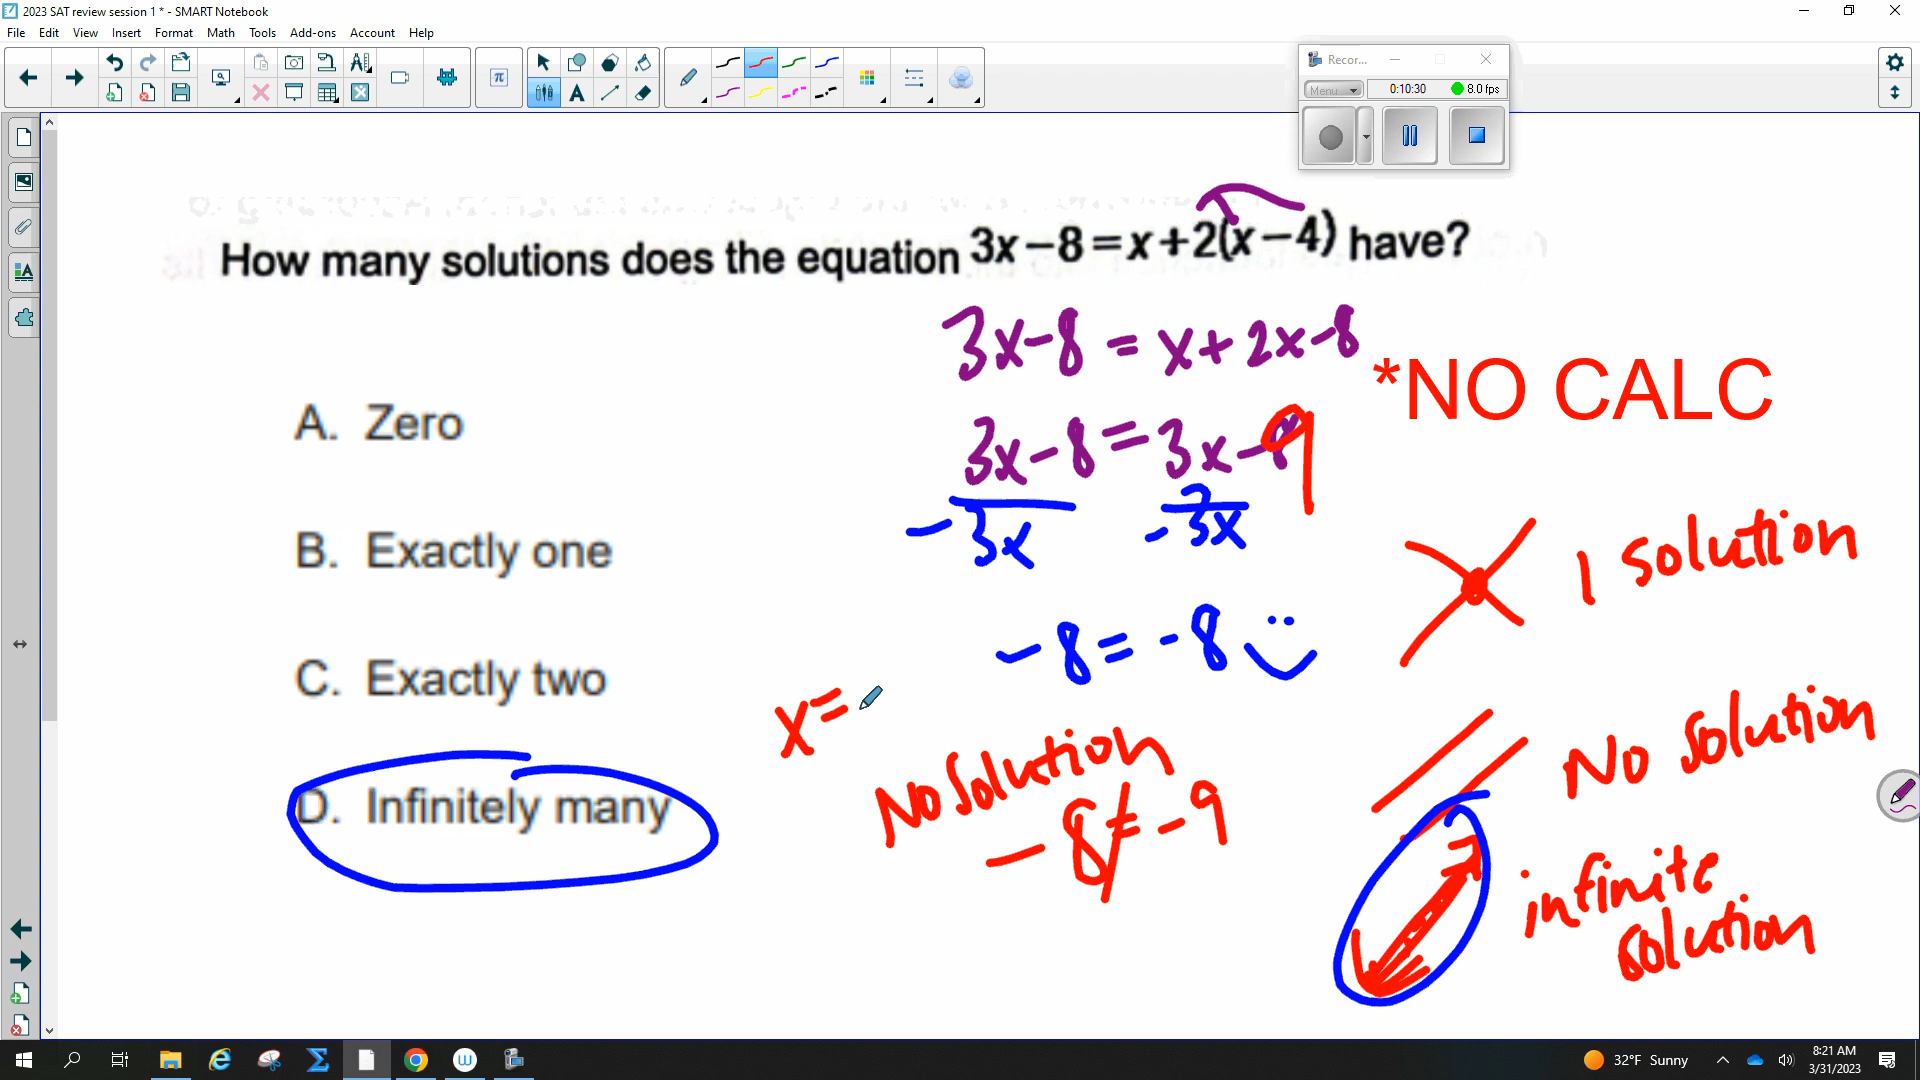 2023 SAT review session 1 * - SMART Notebook
File Edit View Insert Format Math Tools Add-ons Account Help
Recor...
Menu
0:10:30
8.0 fps
How many solutions does the equation 3x-8=x+2(x-4) have?
3x-8 = x+2x-8
*NO CALC
A. Zero
3x-8=3x-9
-3x -3x
1 solution
B. Exactly one
-8=-8
C. Exactly two
x=
No solution
No solution
D. Infinitely many
-8≠-9
infinite
solution
32°F Sunny
8:21 AM
3/31/2023